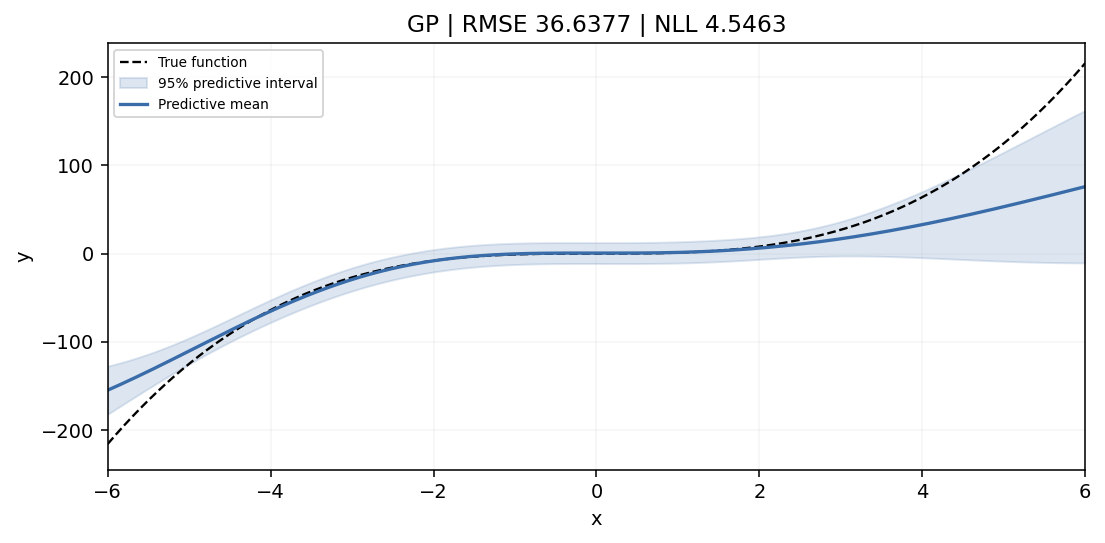 GP | RMSE 36.6377 | NLL 4.5463
True function
95% predictive interval
Predictive mean
200
100
0
−100
−200
y
−6 −4 −2 0 2 4 6
x